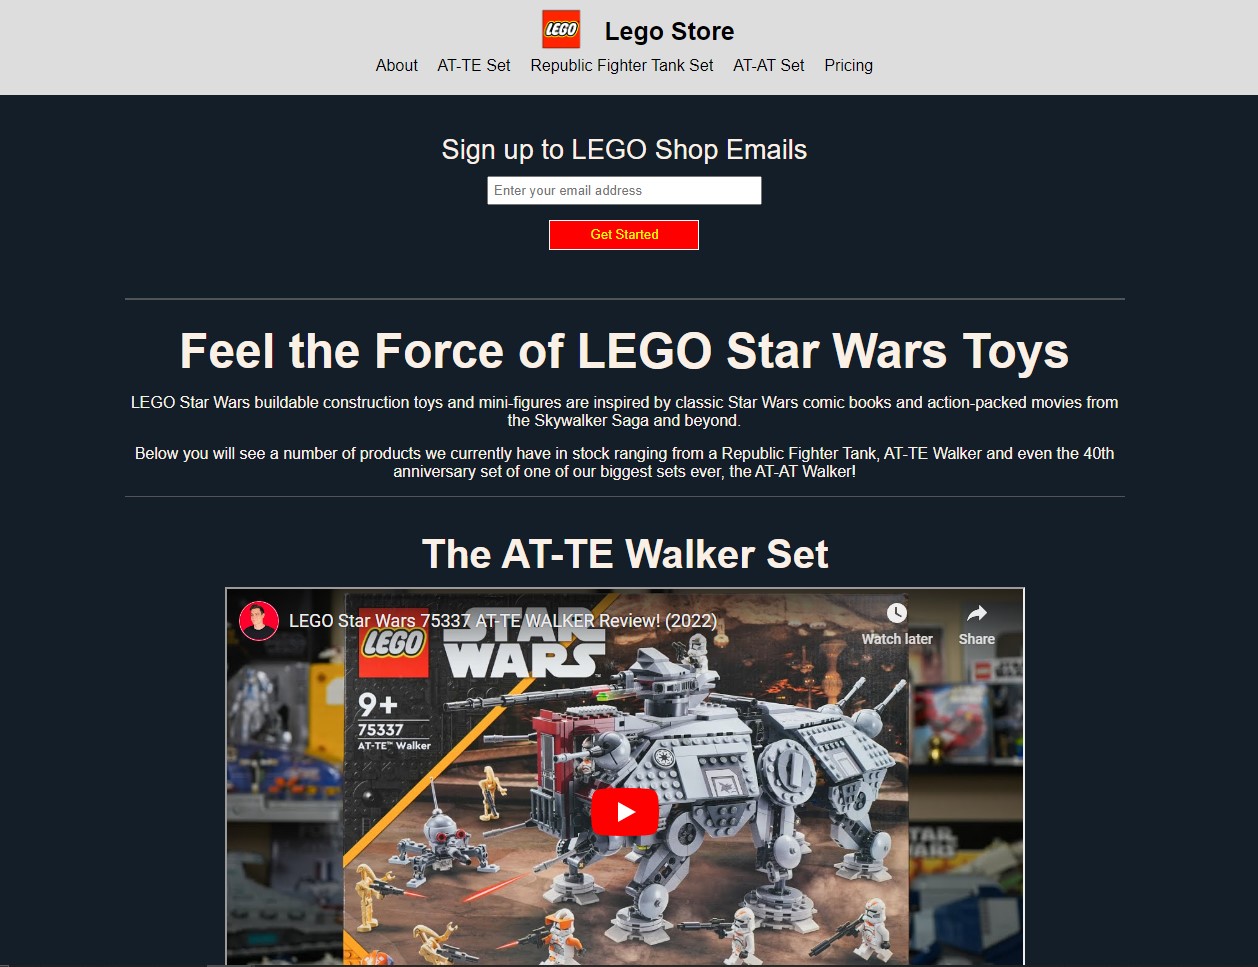 LEGO
Lego Store
About AT-TE Set Republic Fighter Tank Set AT-AT Set Pricing
Sign up to LEGO Shop Emails
Enter your email address
Get Started
Feel the Force of LEGO Star Wars Toys
LEGO Star Wars buildable construction toys and mini-figures are inspired by classic Star Wars comic books and action-packed movies from
the Skywalker Saga and beyond.
Below you will see a number of products we currently have in stock ranging from a Republic Fighter Tank, AT-TE Walker and even the 40th
anniversary set of one of our biggest sets ever, the AT-AT Walker!
The AT-TE Walker Set
LEGO Star Wars 75337 AT-TE WALKER Review! (2022)
Watch later
Share
LEGO
STAR
WARS
9+
75337
AT-TE™ Walker
STAR
WARS